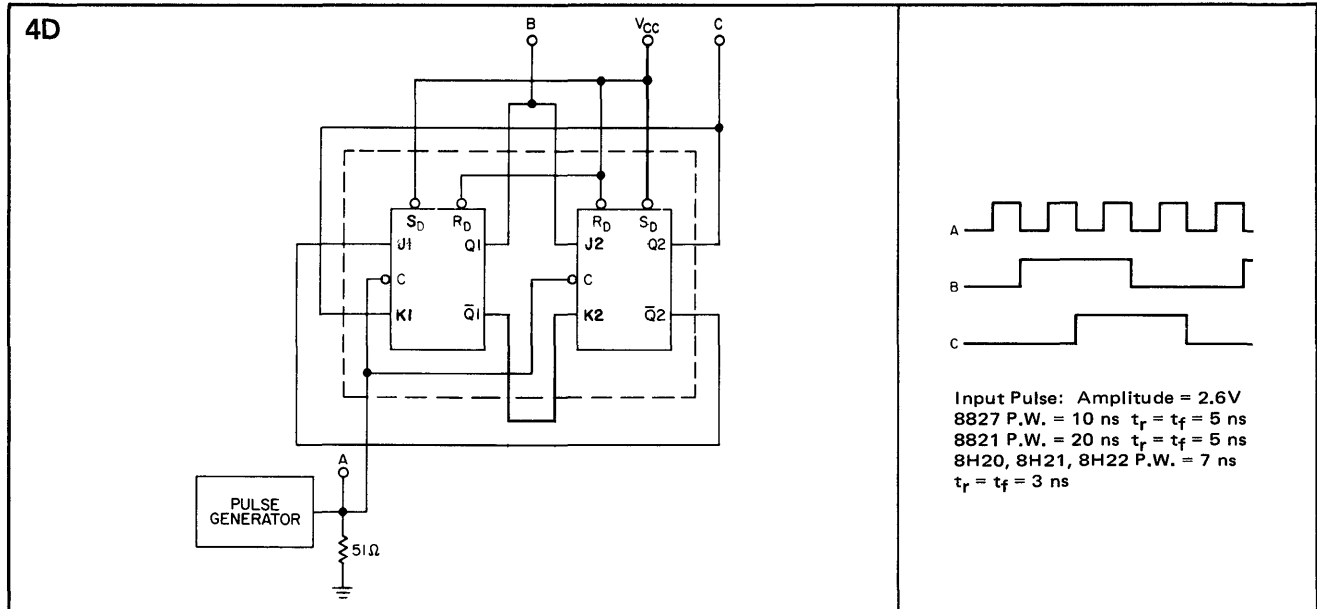 4D
B
VCC
C
SD
RD
RD
SD
J1
Q1
J2
Q2
C
C
K1
Q̅1
K2
Q̅2
A
PULSE
GENERATOR
51Ω
A
B
C
Input Pulse: Amplitude = 2.6V
8827 P.W. = 10 ns tr = tf = 5 ns
8821 P.W. = 20 ns tr = tf = 5 ns
8H20, 8H21, 8H22 P.W. = 7 ns
tr = tf = 3 ns